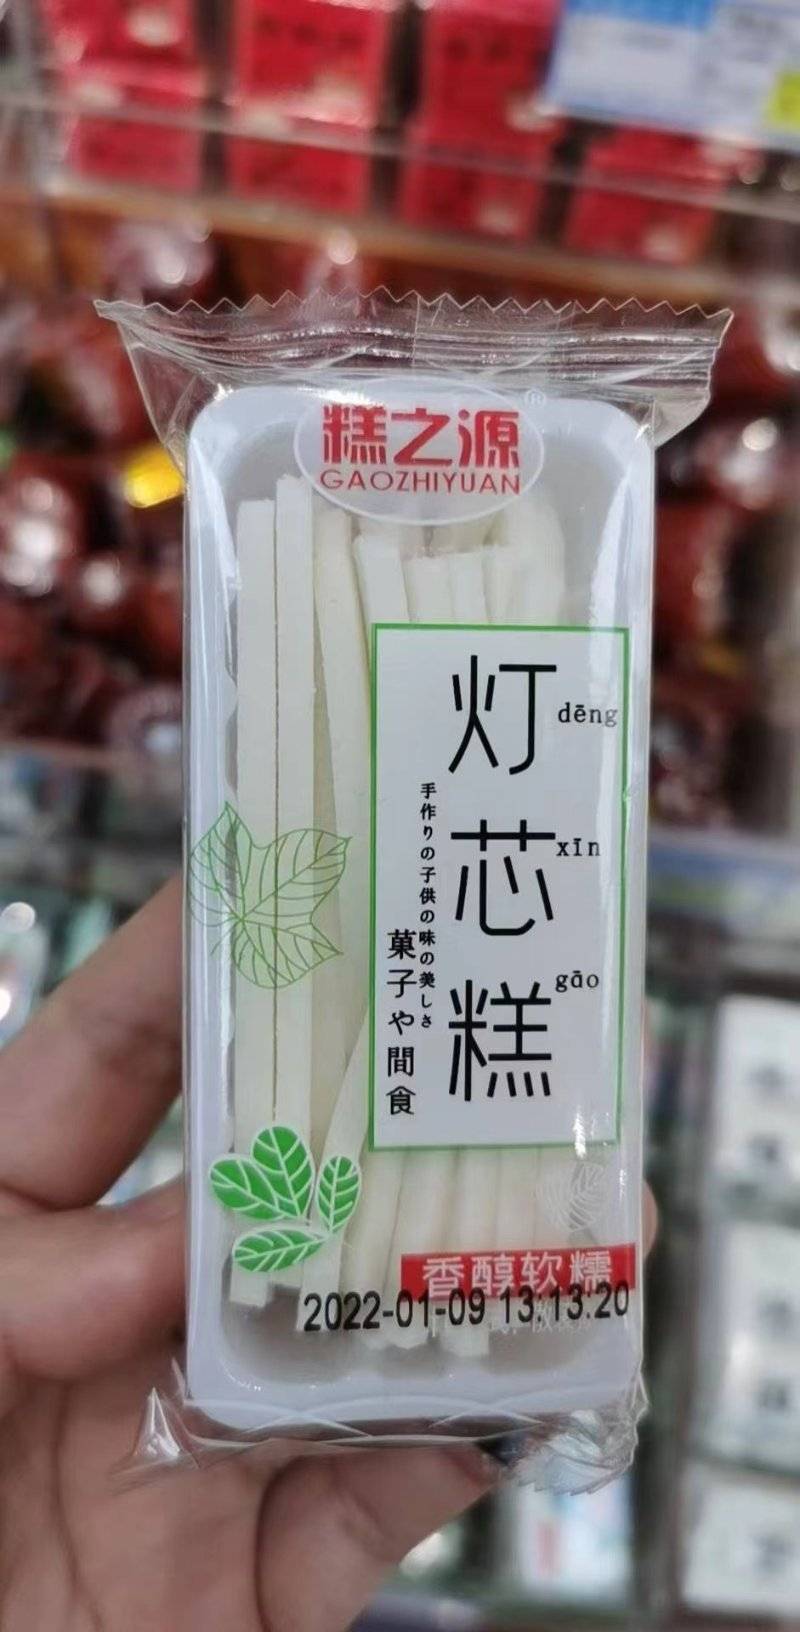 糕之源
®
GAOZHIYUAN
灯 dēng
芯 xīn
糕 gāo
手作りの子供の味の美しさ
菓子や間食
香醇软糯
2022-01-09 13:13:20